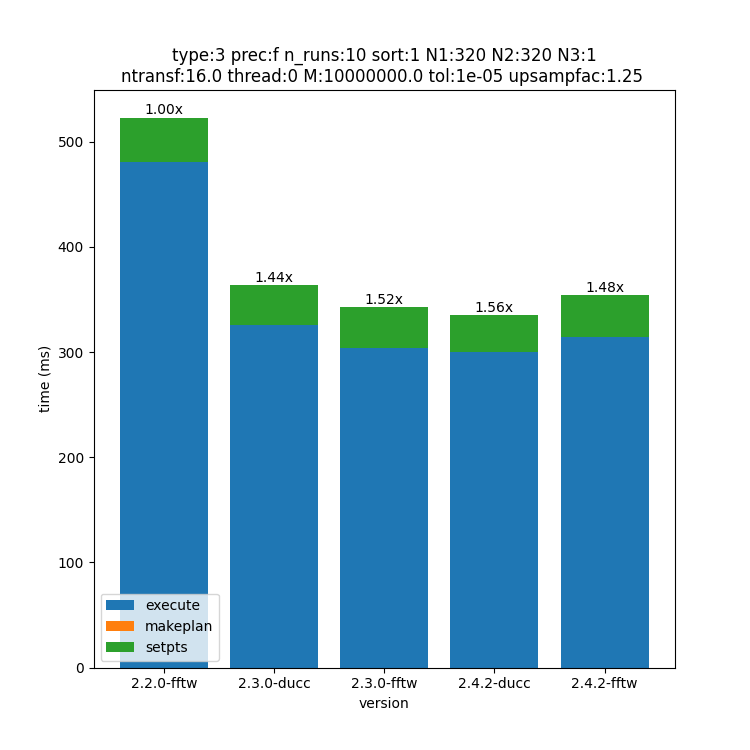 type:3 prec:f n_runs:10 sort:1 N1:320 N2:320 N3:1
ntransf:16.0 thread:0 M:10000000.0 tol:1e-05 upsampfac:1.25
1.00x
1.44x
1.52x
1.56x
1.48x
500
400
300
200
100
0
time (ms)
execute
makeplan
setpts
2.2.0-fftw
2.3.0-ducc
2.3.0-fftw
2.4.2-ducc
2.4.2-fftw
version